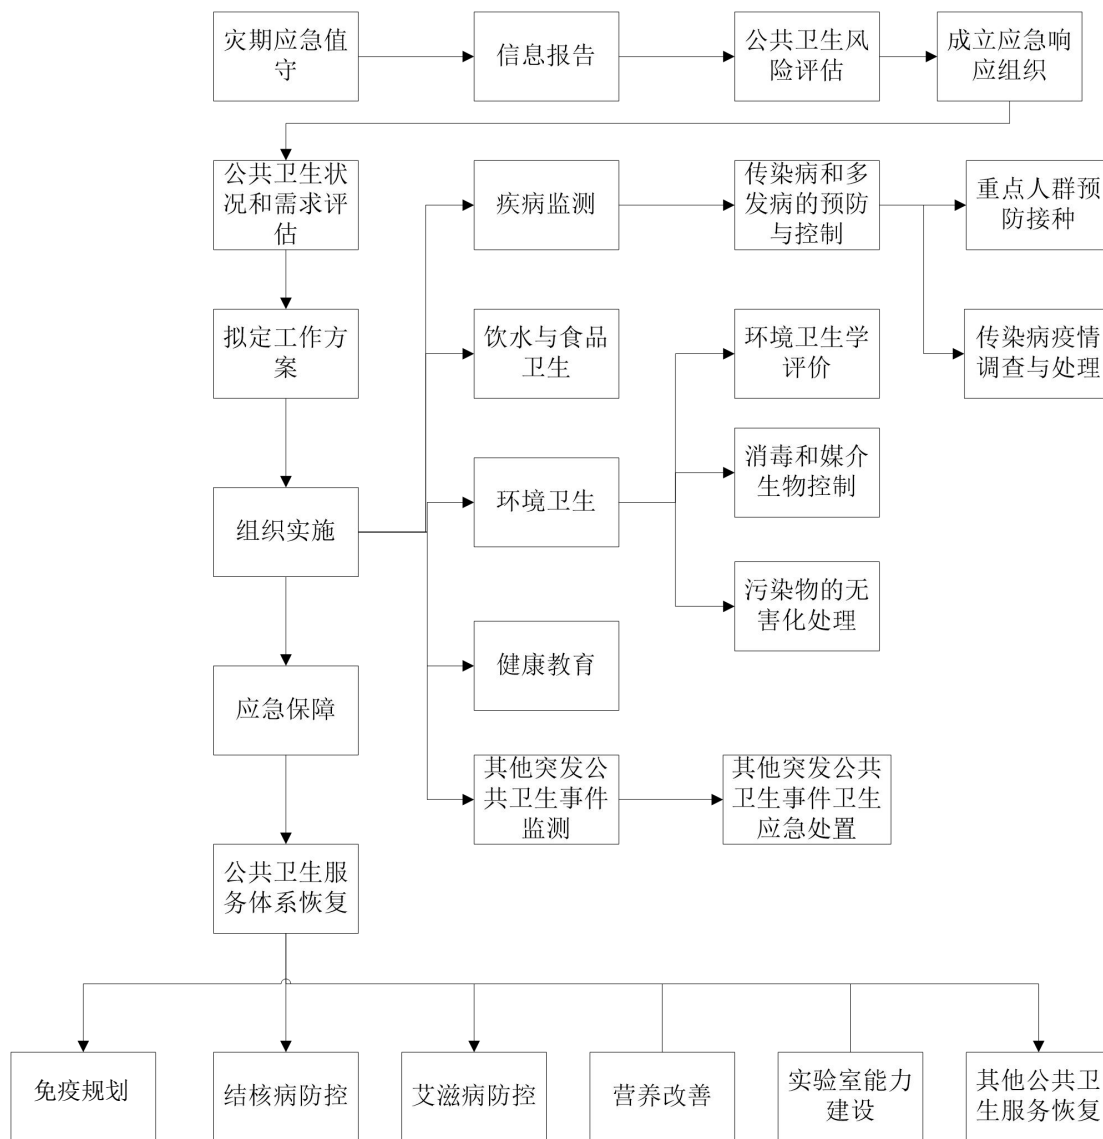 灾期应急值
守
信息报告
公共卫生风
险评估
成立应急响
应组织
公共卫生状
况和需求评
估
疾病监测
传染病和多
发病的预防
与控制
重点人群预
防接种
拟定工作方
案
饮水与食品
卫生
环境卫生学
评价
传染病疫情
调查与处理
消毒和媒介
生物控制
组织实施
环境卫生
污染物的无
害化处理
健康教育
应急保障
其他突发公
共卫生事件
监测
其他突发公共
卫生事件卫生
应急处置
公共卫生服
务体系恢复
免疫规划
结核病防控
艾滋病防控
营养改善
实验室能力
建设
其他公共卫
生服务恢复